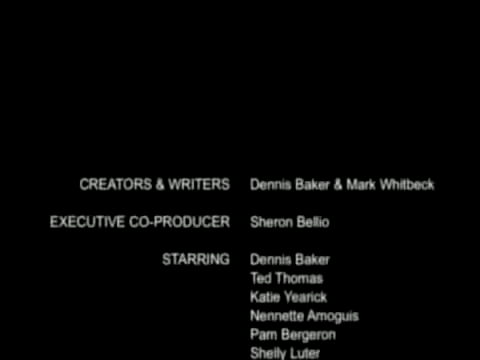 CREATORS & WRITERS Dennis Baker & Mark Whitbeck
EXECUTIVE CO-PRODUCER Sheron Bellio
STARRING Dennis Baker
Ted Thomas
Katie Yearick
Nennette Amoguis
Pam Bergeron
Shelly Luter